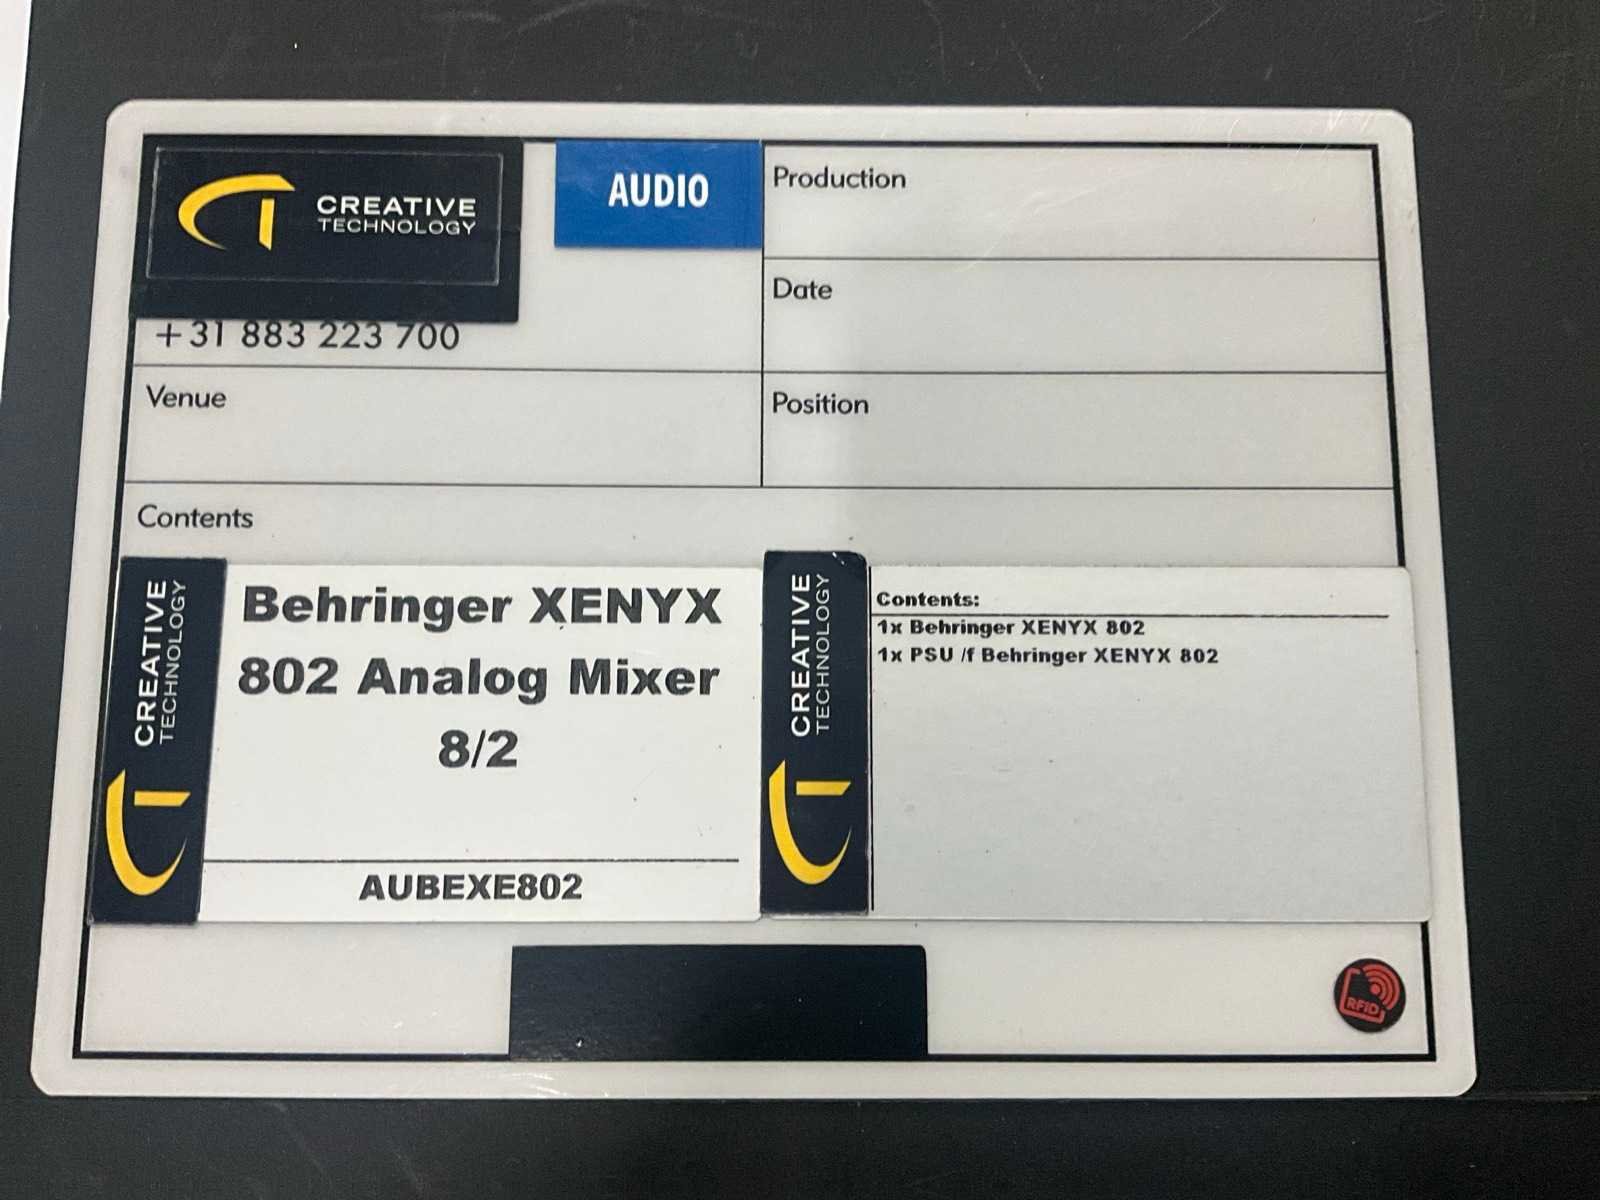 CREATIVE
TECHNOLOGY
AUDIO
+31 883 223 700
Production
Date
Venue
Position
Contents
CREATIVE
TECHNOLOGY
Behringer XENYX
802 Analog Mixer
8/2
AUBEXE802
CREATIVE
TECHNOLOGY
Contents:
1x Behringer XENYX 802
1x PSU /f Behringer XENYX 802
RFID